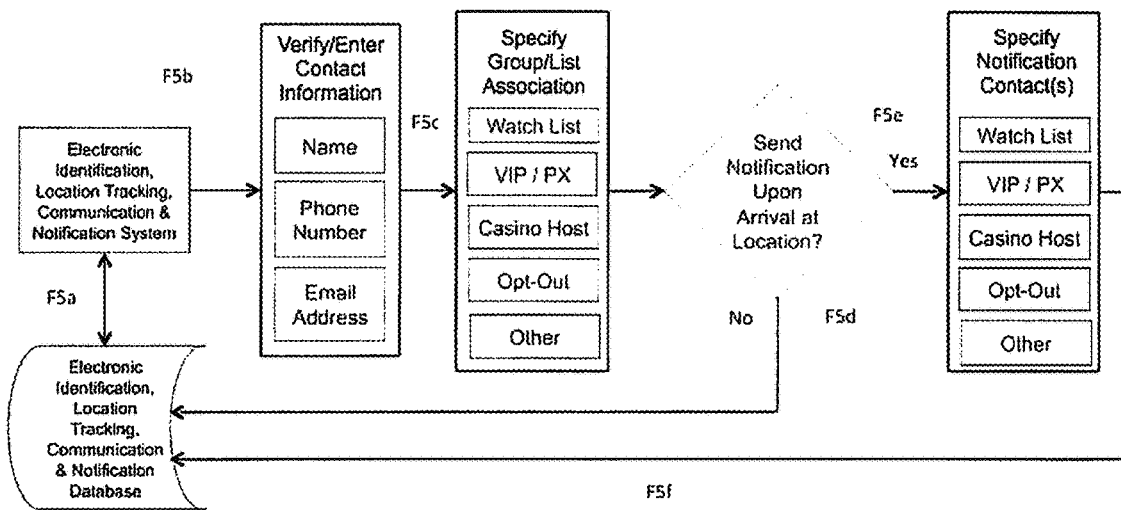 F5b
Electronic
Identification,
Location Tracking,
Communication &
Notification System
F5a
Electronic
Identification,
Location
Tracking,
Communication
& Notification
Database
Verify/Enter
Contact
Information
Name
Phone
Number
Email
Address
F5c
Specify
Group/List
Association
Watch List
VIP / PX
Casino Host
Opt-Out
Other
Send
Notification
Upon
Arrival at
Location?
No
F5d
F5e
Yes
Specify
Notification
Contact(s)
Watch List
VIP / PX
Casino Host
Opt-Out
Other
F5f